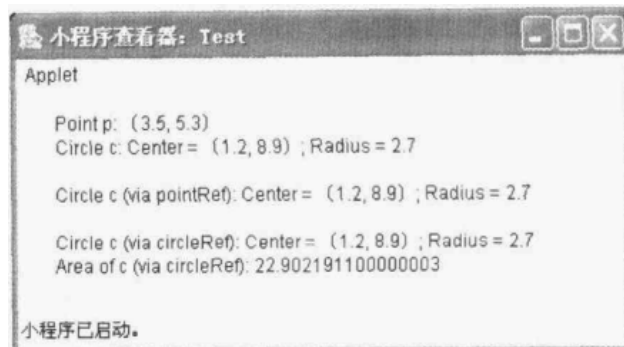 小程序查看器: Test
Applet
Point p: (3.5, 5.3)
Circle c: Center = (1.2, 8.9) ; Radius = 2.7
Circle c (via pointRef): Center = (1.2, 8.9) ; Radius = 2.7
Circle c (via circleRef): Center = (1.2, 8.9) ; Radius = 2.7
Area of c (via circleRef): 22.902191100000003
小程序已启动。